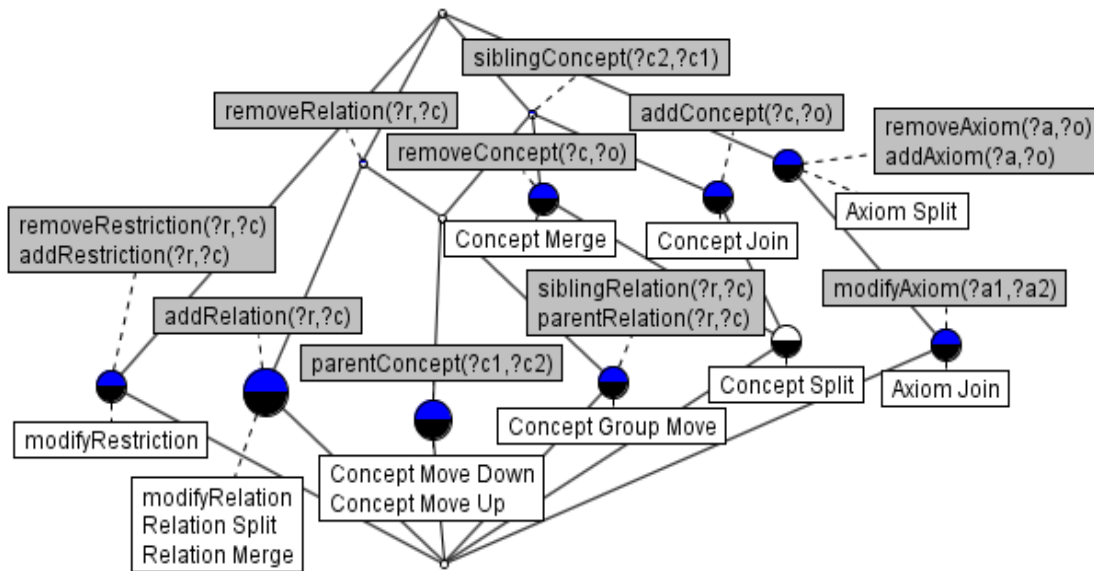 siblingConcept(?c2,?c1)
removeRelation(?r,?c)
addConcept(?c,?o)
removeAxiom(?a,?o)
addAxiom(?a,?o)
removeConcept(?c,?o)
Axiom Split
Concept Merge
Concept Join
removeRestriction(?r,?c)
addRestriction(?r,?c)
siblingRelation(?r,?c)
parentRelation(?r,?c)
modifyAxiom(?a1,?a2)
addRelation(?r,?c)
parentConcept(?c1,?c2)
Concept Split
Axiom Join
modifyRestriction
Concept Group Move
Concept Move Down
Concept Move Up
modifyRelation
Relation Split
Relation Merge